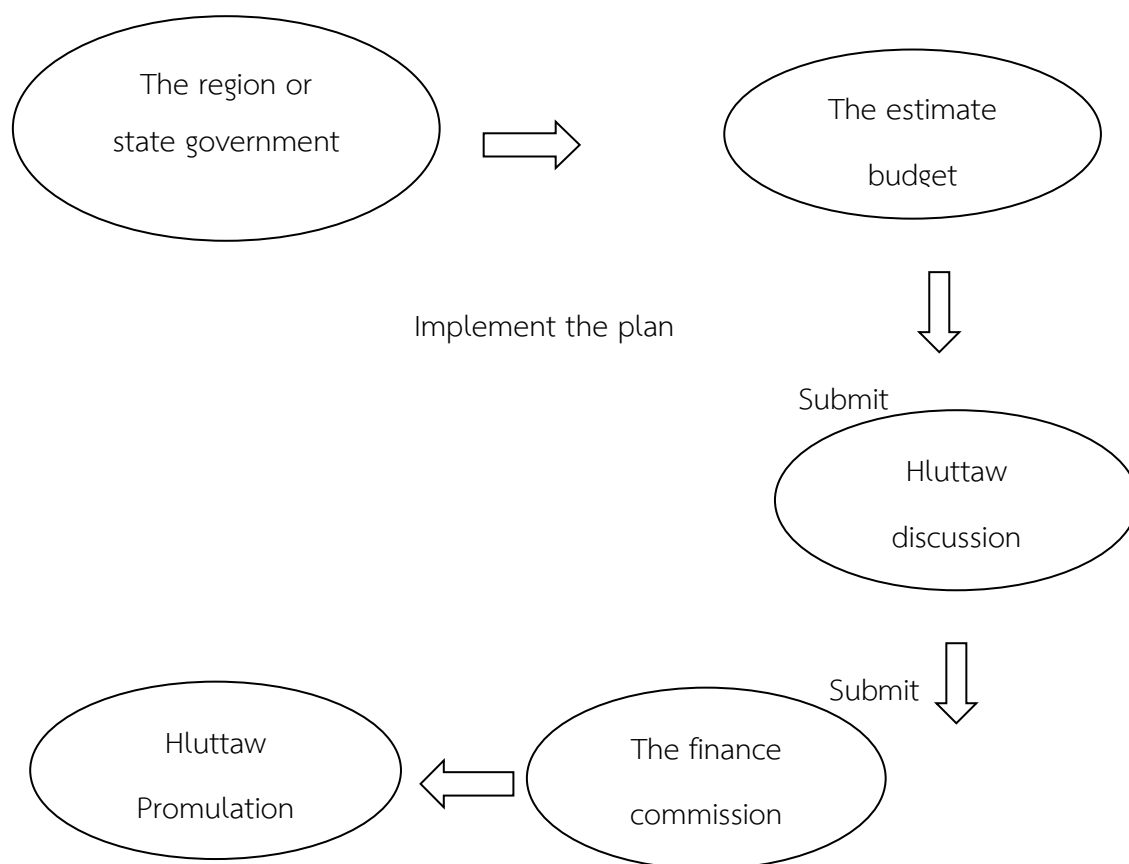 The region or
state government
The estimate
budget
Implement the plan
Submit
Hluttaw
discussion
Submit
The finance
commission
Hluttaw
Promulation